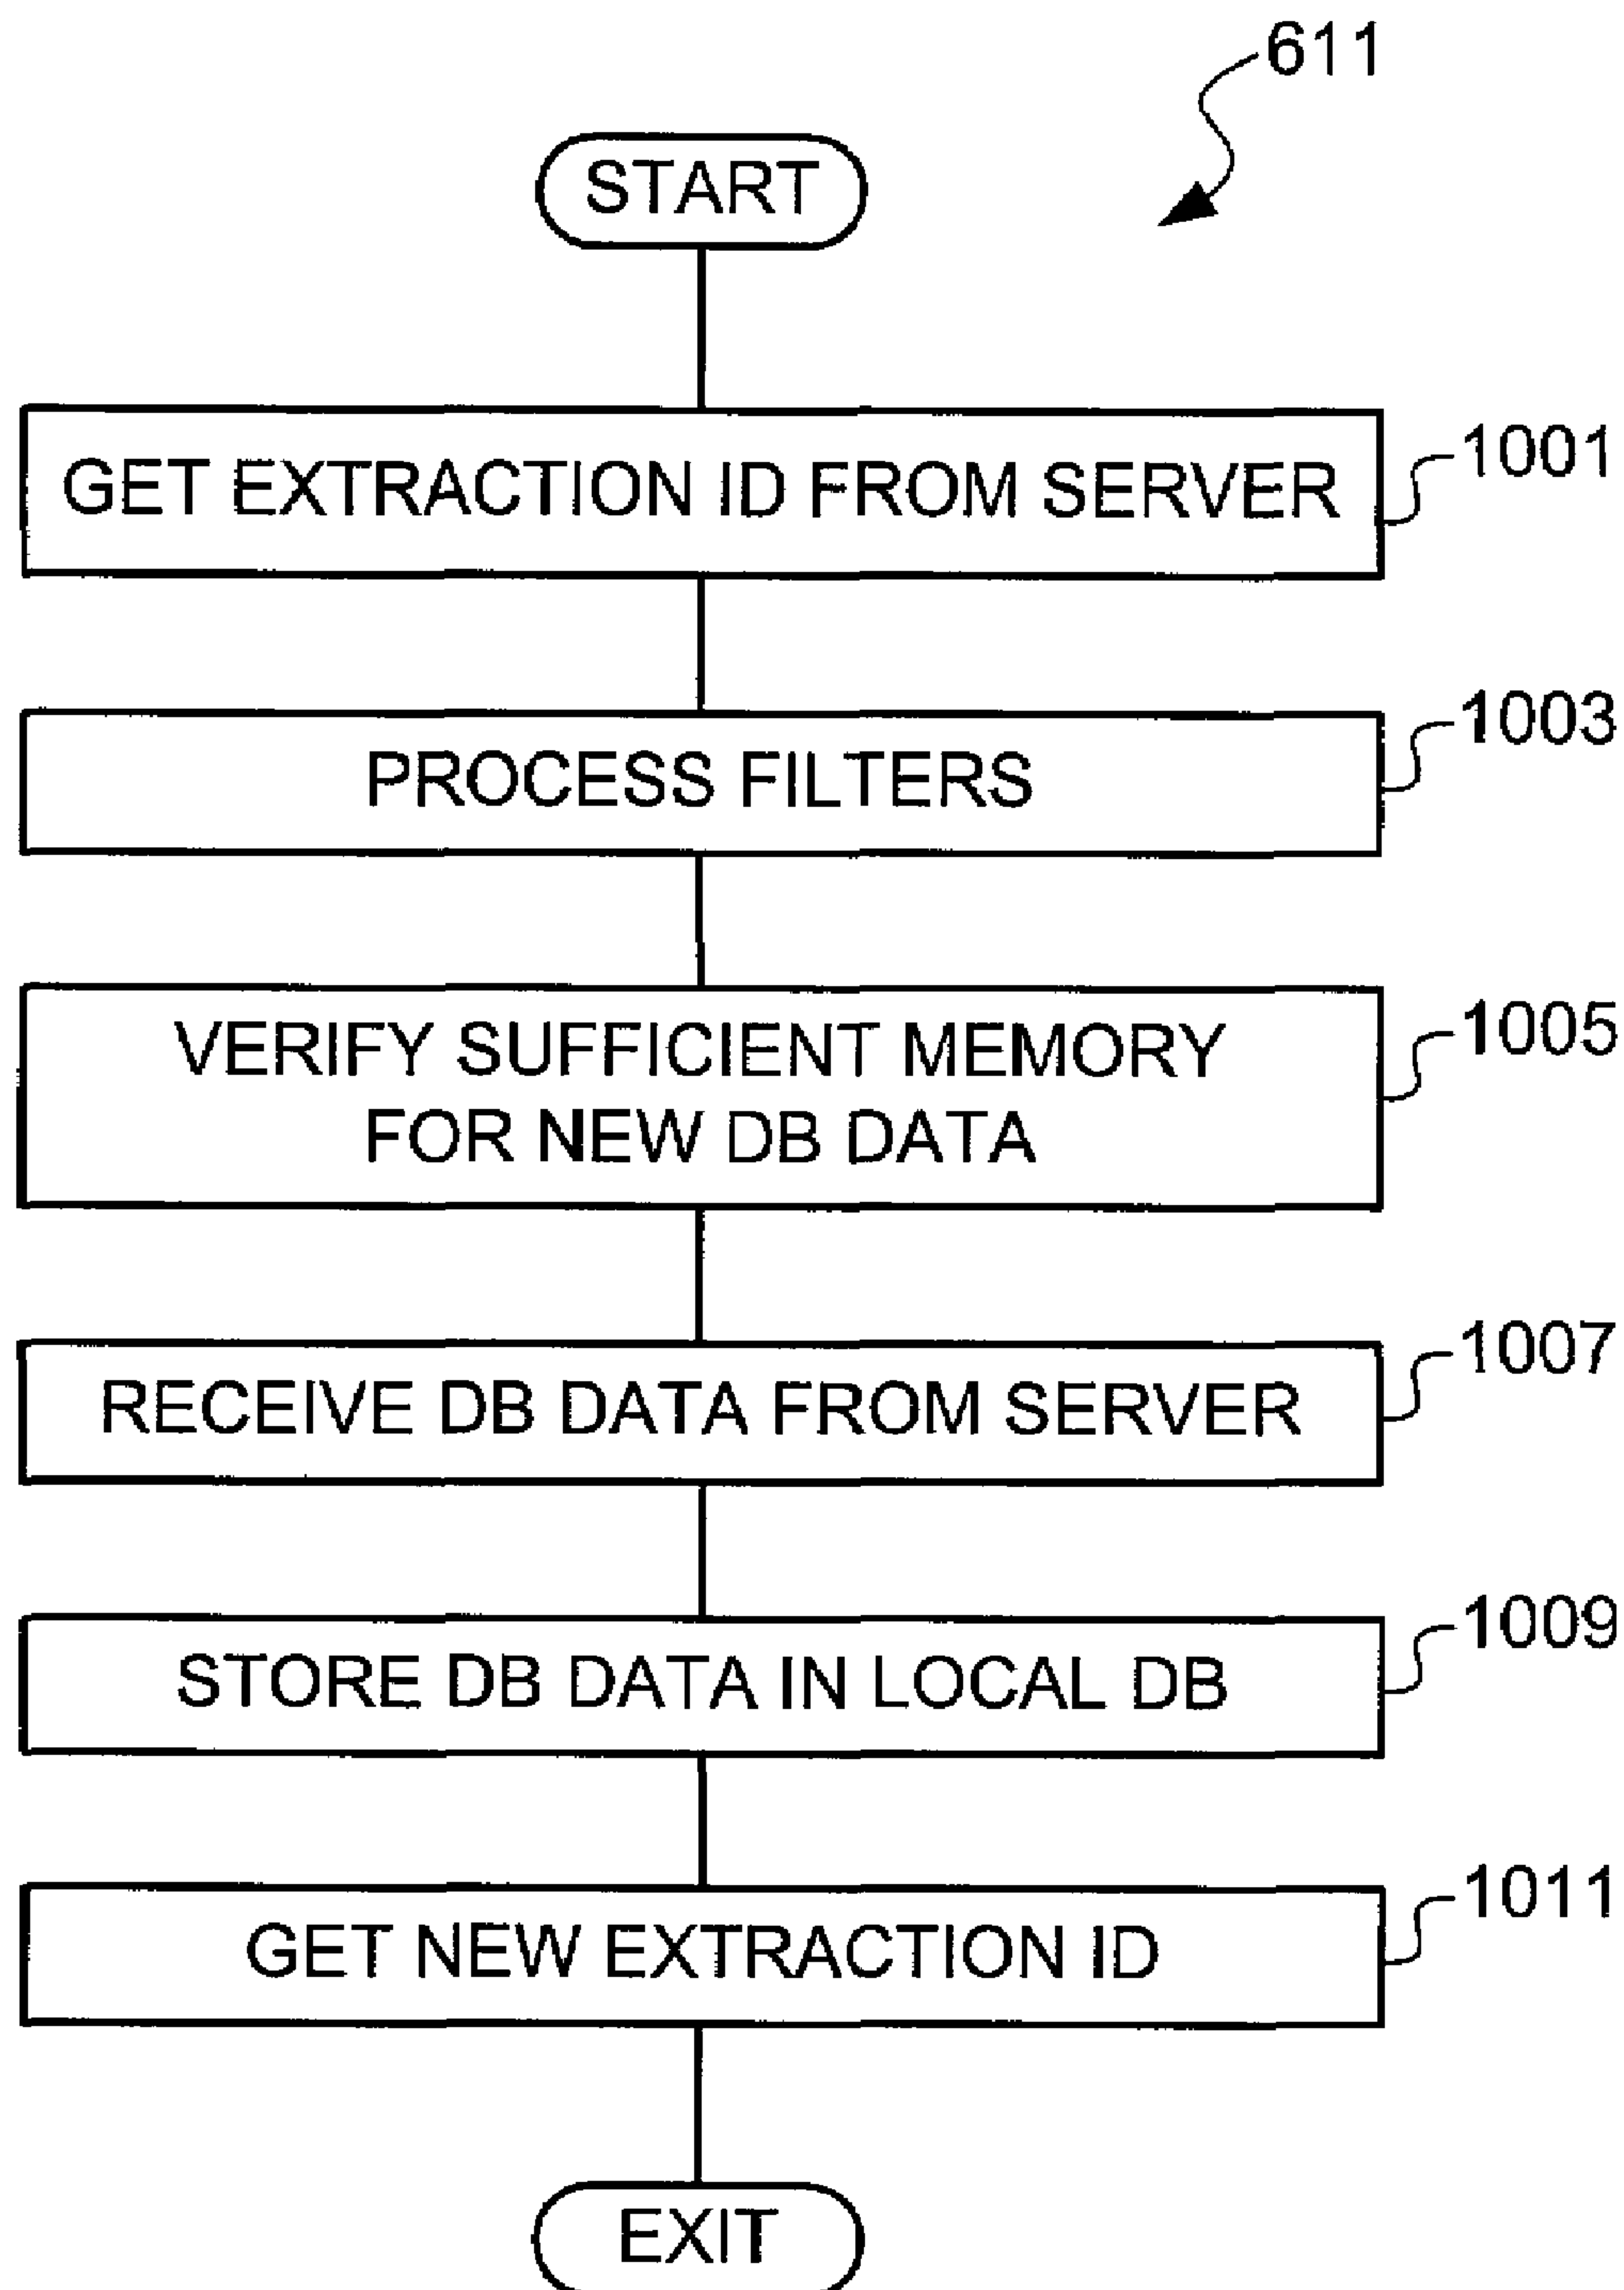 611
START
GET EXTRACTION ID FROM SERVER
1001
PROCESS FILTERS
1003
VERIFY SUFFICIENT MEMORY
FOR NEW DB DATA
1005
RECEIVE DB DATA FROM SERVER
1007
STORE DB DATA IN LOCAL DB
1009
GET NEW EXTRACTION ID
1011
EXIT